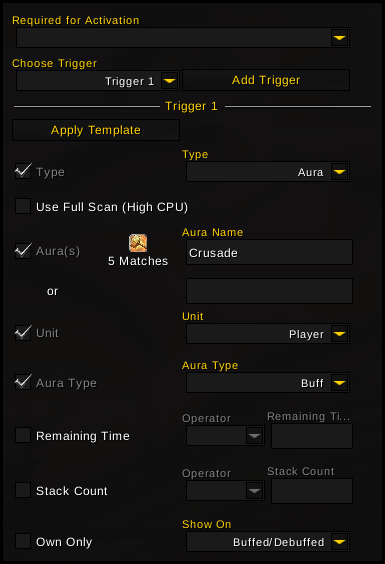 Required for Activation
Choose Trigger
Trigger 1
Add Trigger
Trigger 1
Apply Template
Type
Type
Aura
Use Full Scan (High CPU)
Aura Name
Aura(s)
5 Matches
Crusade
or
Unit
Unit
Player
Aura Type
Aura Type
Buff
Operator
Remaining Ti...
Remaining Time
Operator
Stack Count
Stack Count
Show On
Own Only
Buffed/Debuffed